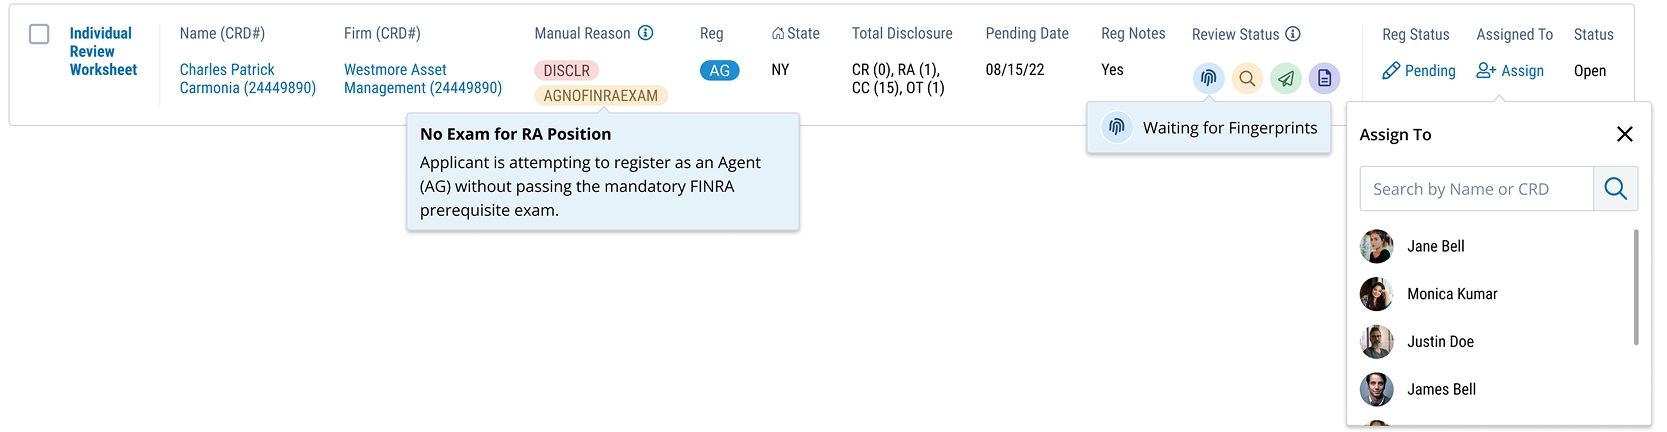 Individual
Review
Worksheet
Name (CRD#)
Charles Patrick
Carmonia (24449890)
Firm (CRD#)
Westmore Asset
Management (24449890)
Manual Reason
DISCLR
AGNOFINRAEXAM
Reg
AG
State
NY
Total Disclosure
CR (0), RA (1),
CC (15), OT (1)
Pending Date
08/15/22
Reg Notes
Yes
Review Status
Reg Status
Pending
Assigned To
Assign
Status
Open
No Exam for RA Position
Applicant is attempting to register as an Agent
(AG) without passing the mandatory FINRA
prerequisite exam.
Waiting for Fingerprints
Assign To
Search by Name or CRD
Jane Bell
Monica Kumar
Justin Doe
James Bell